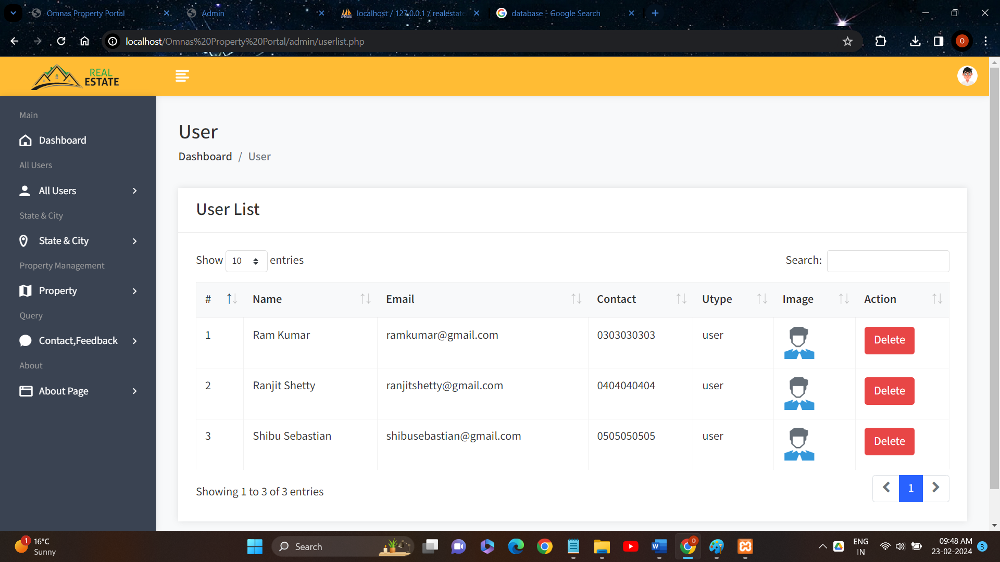 Omnas Property Portal
Admin
localhost / 127.0.0.1 / realestate
database - Google Search
localhost/Omnas%20Property%20Portal/admin/userlist.php
O
REAL
ESTATE
Main
Dashboard
All Users
All Users
State & City
State & City
Property Management
Property
Query
Contact,Feedback
About
About Page
User
Dashboard / User
User List
Show 10 entries
Search:
# Name Email Contact Utype Image Action
1 Ram Kumar ramkumar@gmail.com 0303030303 user Delete
2 Ranjit Shetty ranjitshetty@gmail.com 0404040404 user Delete
3 Shibu Sebastian shibusebastian@gmail.com 0505050505 user Delete
Showing 1 to 3 of 3 entries
1
1
16°C
Sunny
Search
W
O
ENG
IN
09:48 AM
23-02-2024
3